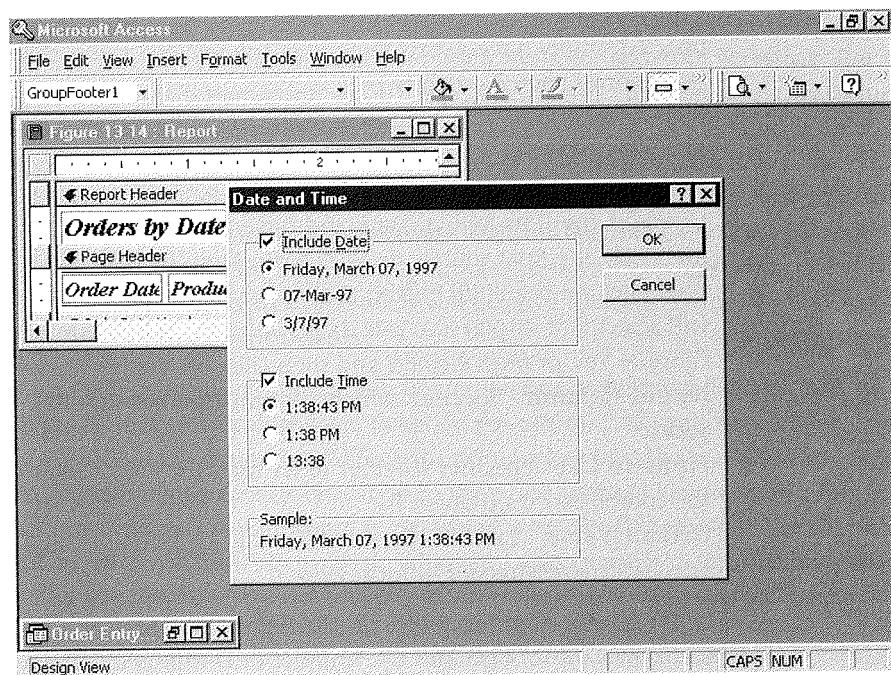 Microsoft Access
File Edit View Insert Format Tools Window Help
GroupFooter1
Figure 13 14 : Report
1 2
Report Header
Orders by Date
Page Header
Order Date Produ
Date and Time
Include Date
Friday, March 07, 1997
07-Mar-97
3/7/97
OK
Cancel
Include Time
1:38:43 PM
1:38 PM
13:38
Sample:
Friday, March 07, 1997 1:38:43 PM
Order Entry
Design View
CAPS NUM